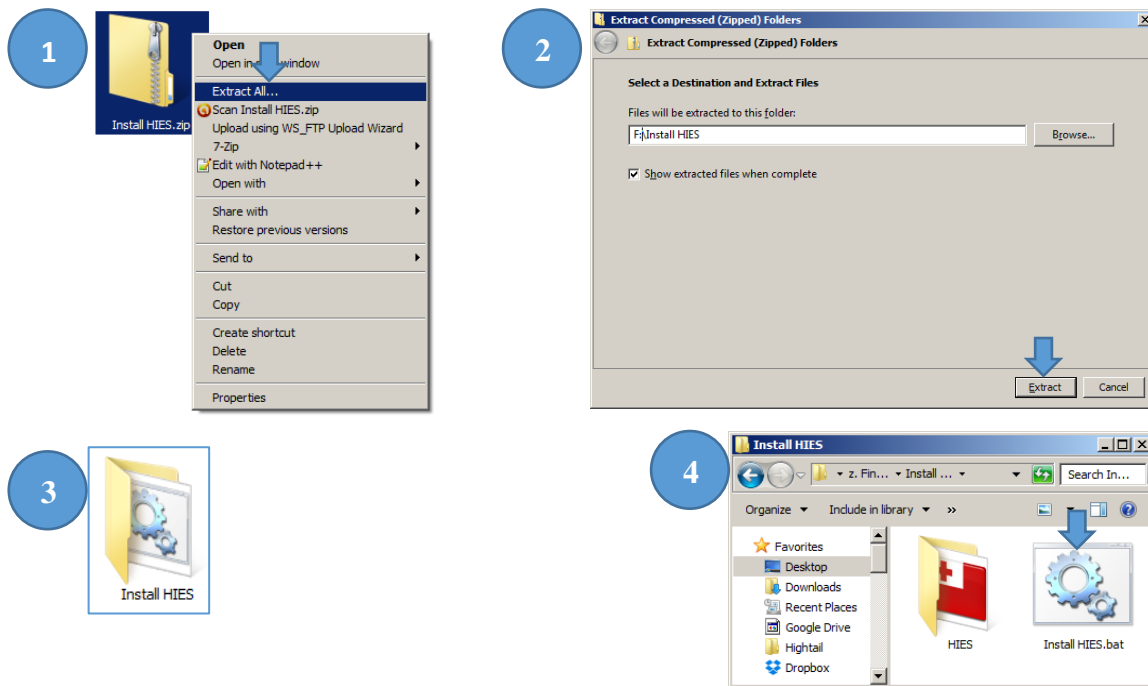 1
Install HIES.zip
Open
Open in window
Extract All...
Scan Install HIES.zip
Upload using WS_FTP Upload Wizard
7-Zip
Edit with Notepad++
Open with
Share with
Restore previous versions
Send to
Cut
Copy
Create shortcut
Delete
Rename
Properties
2
Extract Compressed (Zipped) Folders
Extract Compressed (Zipped) Folders
Select a Destination and Extract Files
Files will be extracted to this folder:
F:\Install HIES
Browse...
Show extracted files when complete
Extract Cancel
3
Install HIES
4
Install HIES
z. Fin... Install ... Search In...
Organize Include in library »
Favorites
Desktop
Downloads
Recent Places
Google Drive
Hightail
Dropbox
HIES Install HIES.bat